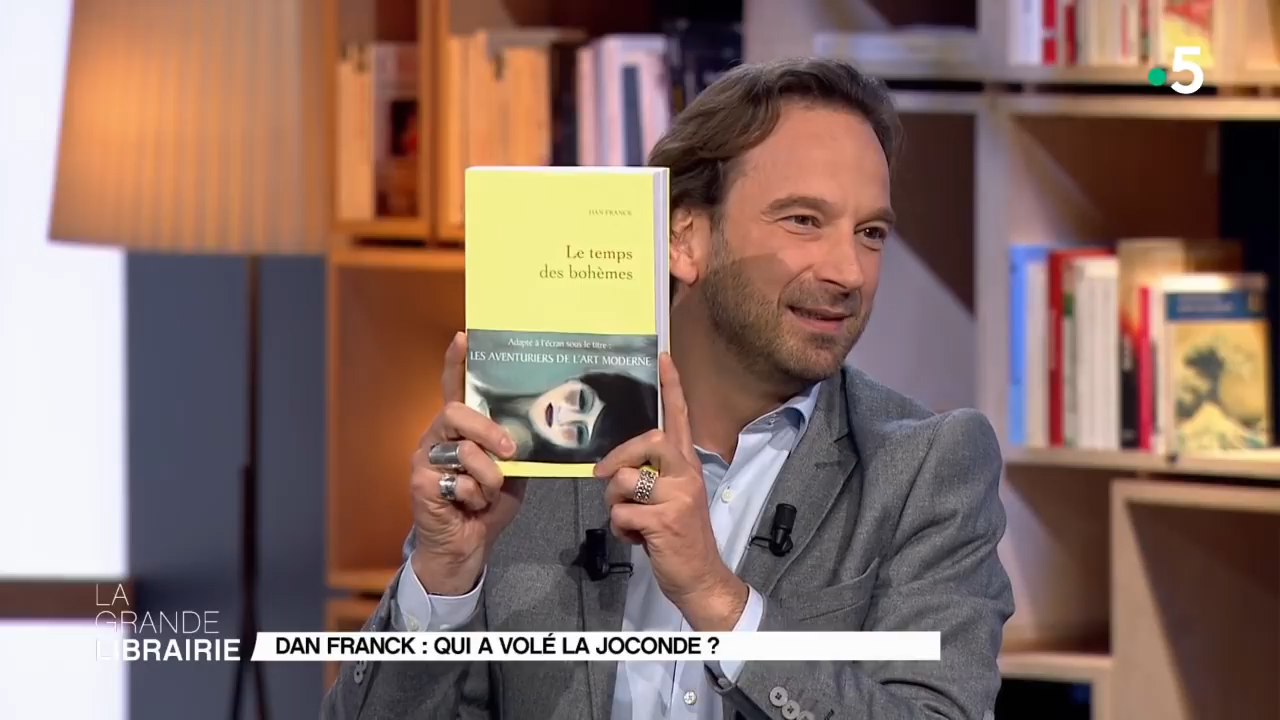 5
DAN FRANCK
Le temps
des bohèmes
Adapté à l'écran sous le titre :
LES AVENTURIERS DE L'ART MODERNE
LA
GRANDE
LIBRAIRIE
DAN FRANCK : QUI A VOLÉ LA JOCONDE ?